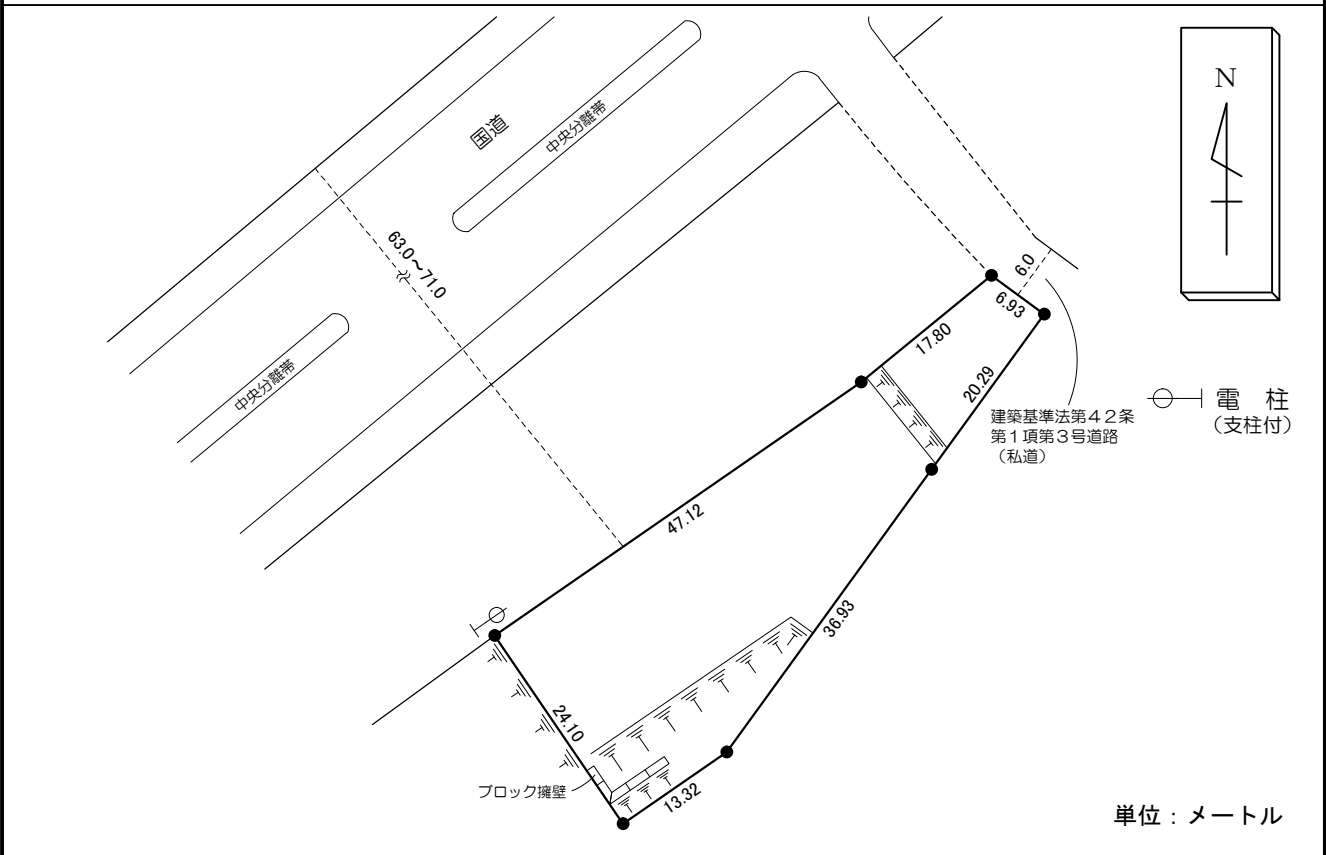 国道
中央分離帯
N
63.0～71.0
6.0
6.93
17.80
中央分離帯
20.29
電　柱
（支柱付）
建築基準法第４２条
第１項第３号道路
（私道）
47.12
36.93
24.10
ブロック擁壁
13.32
単位：メートル